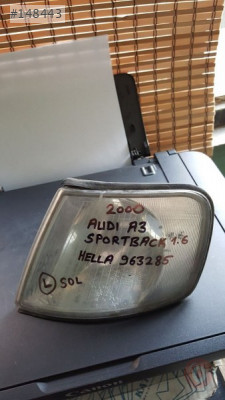 #148443
2000
AUDI A3
SPORTBACK 1.6
HELLA 963285
L SOL